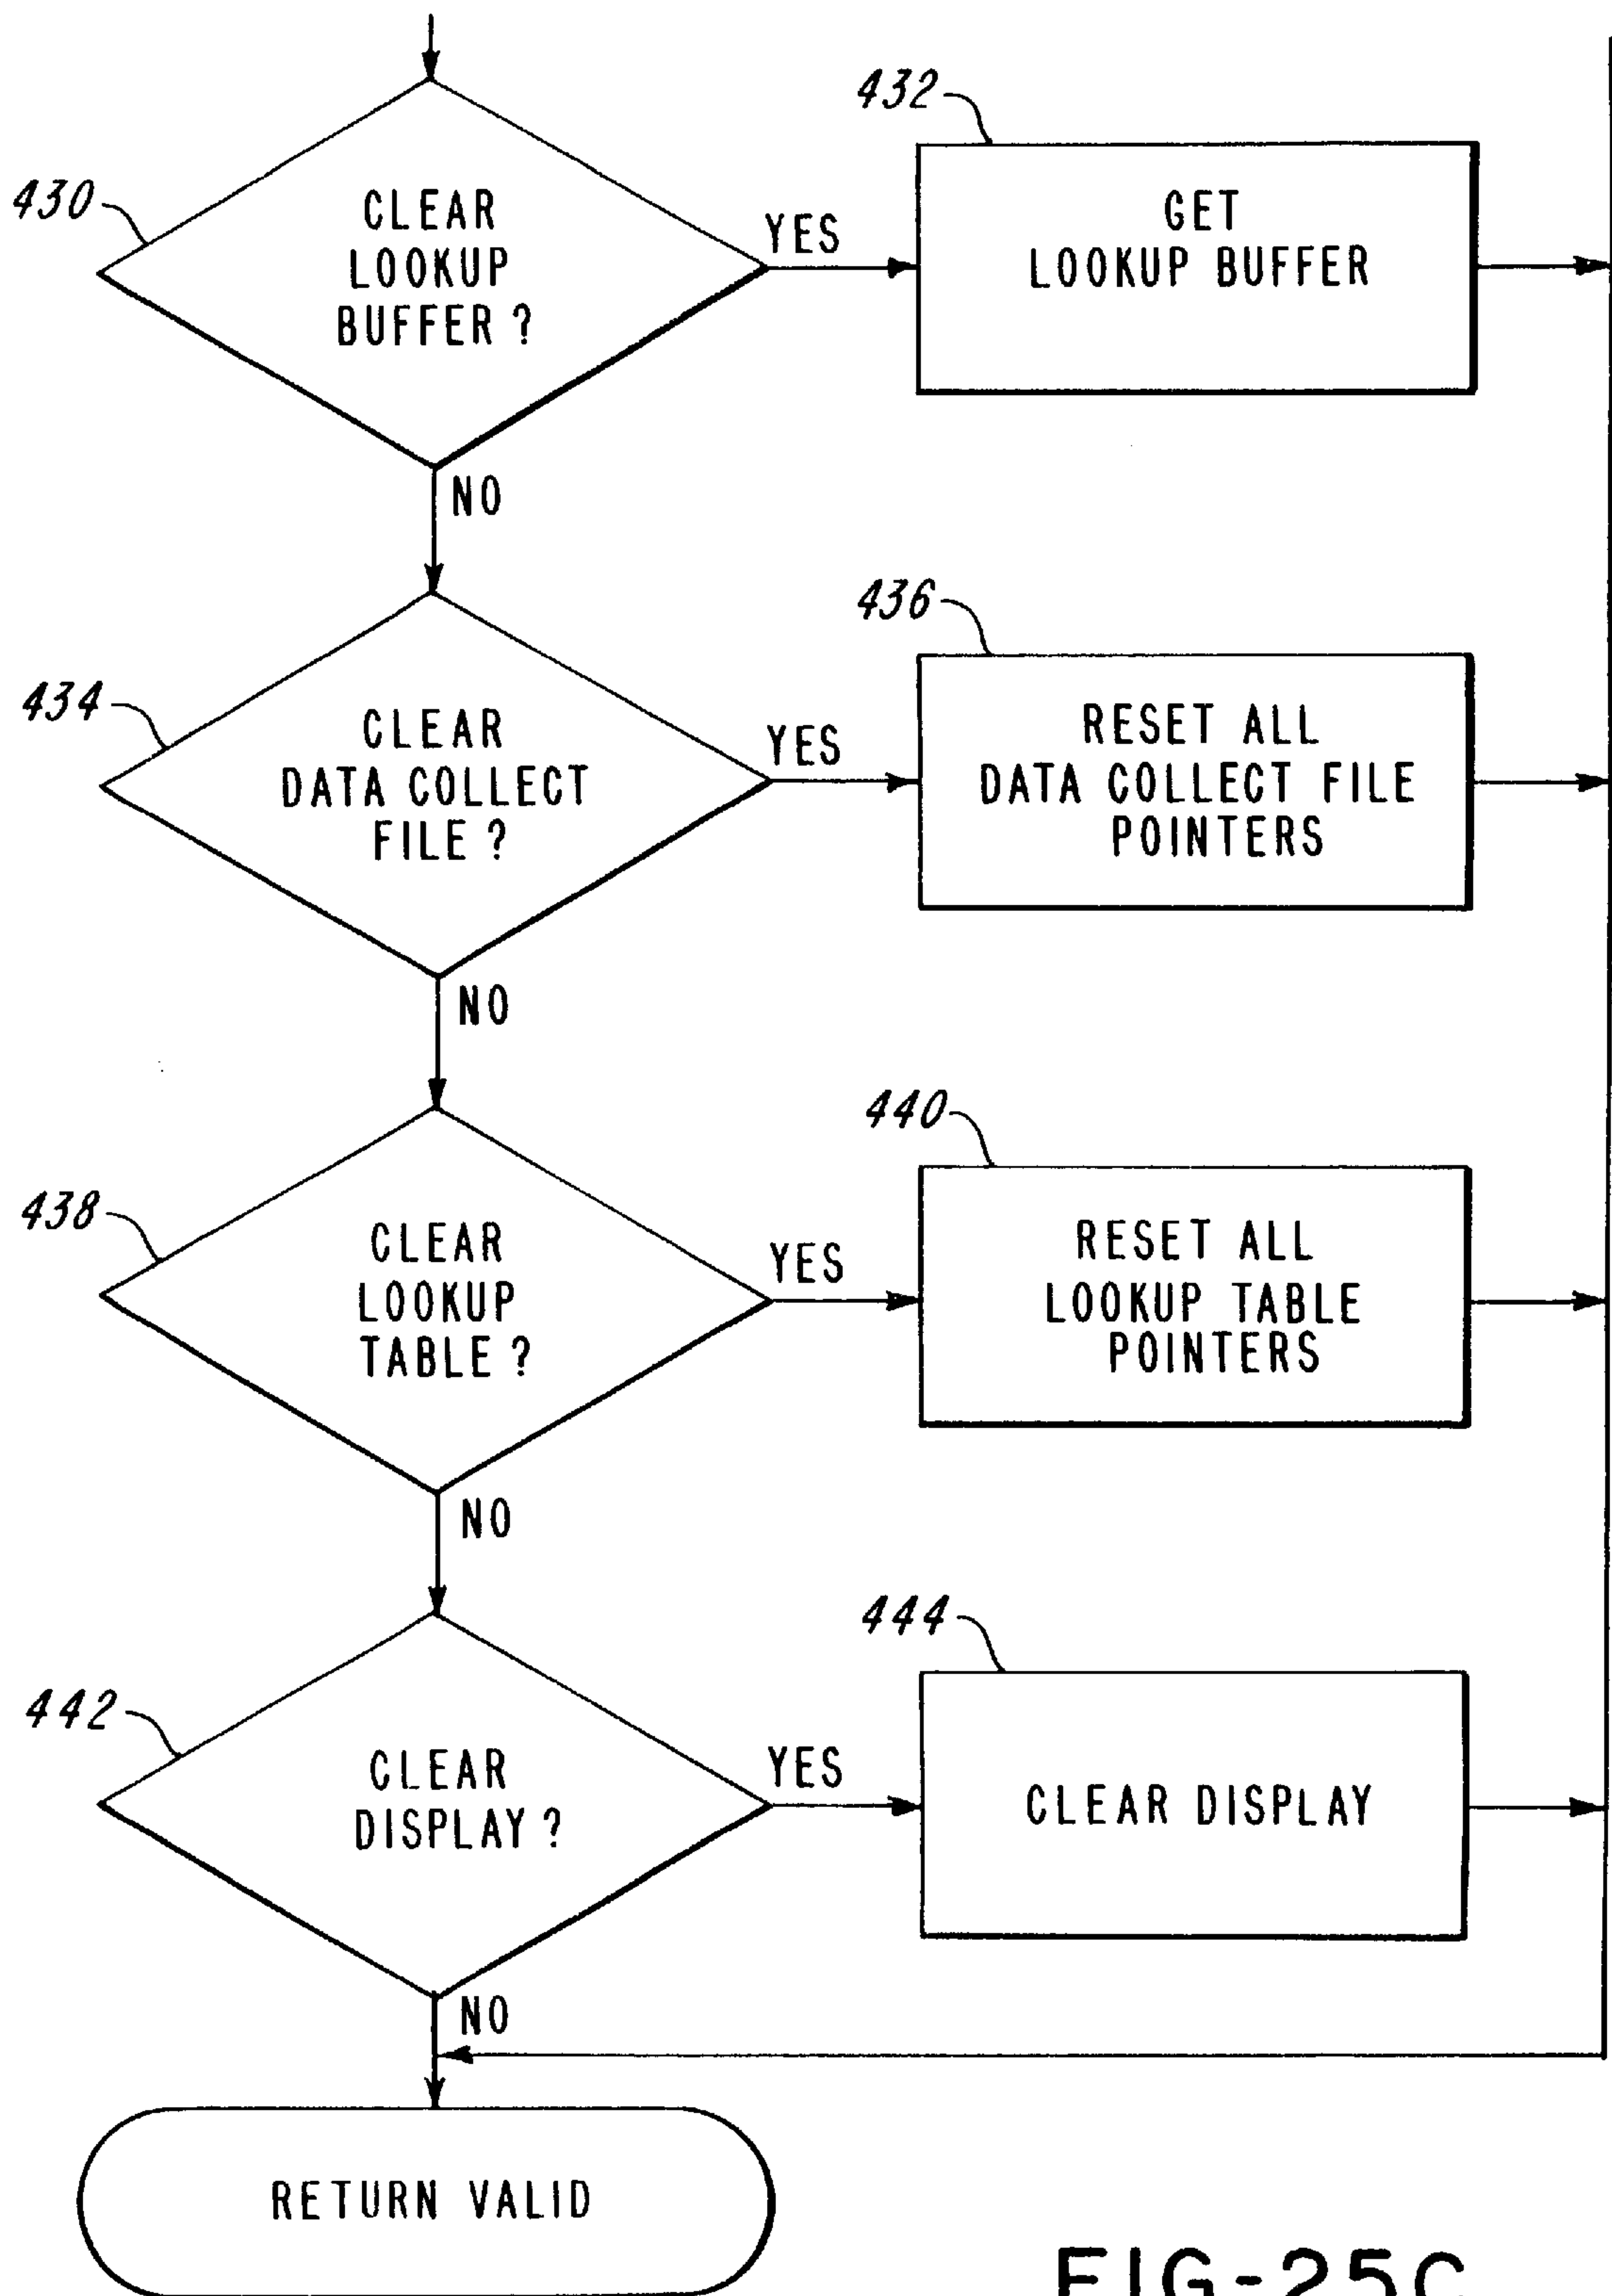 432
430
CLEAR
LOOKUP
BUFFER ?
YES
GET
LOOKUP BUFFER
NO
436
434
CLEAR
DATA COLLECT
FILE ?
YES
RESET ALL
DATA COLLECT FILE
POINTERS
NO
440
438
CLEAR
LOOKUP
TABLE ?
YES
RESET ALL
LOOKUP TABLE
POINTERS
NO
444
442
CLEAR
DISPLAY ?
YES
CLEAR DISPLAY
NO
RETURN VALID
FIG-25C